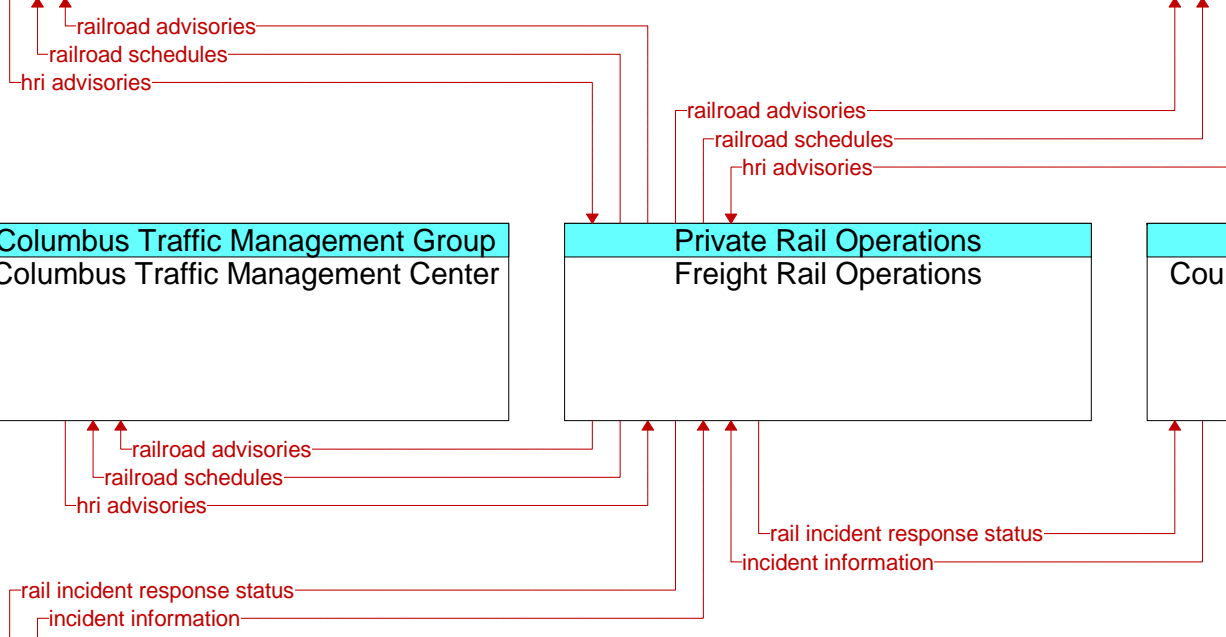 railroad advisories
railroad schedules
hri advisories
railroad advisories
railroad schedules
hri advisories
Columbus Traffic Management Group
Columbus Traffic Management Center
Private Rail Operations
Freight Rail Operations
Cou
railroad advisories
railroad schedules
hri advisories
rail incident response status
incident information
rail incident response status
incident information